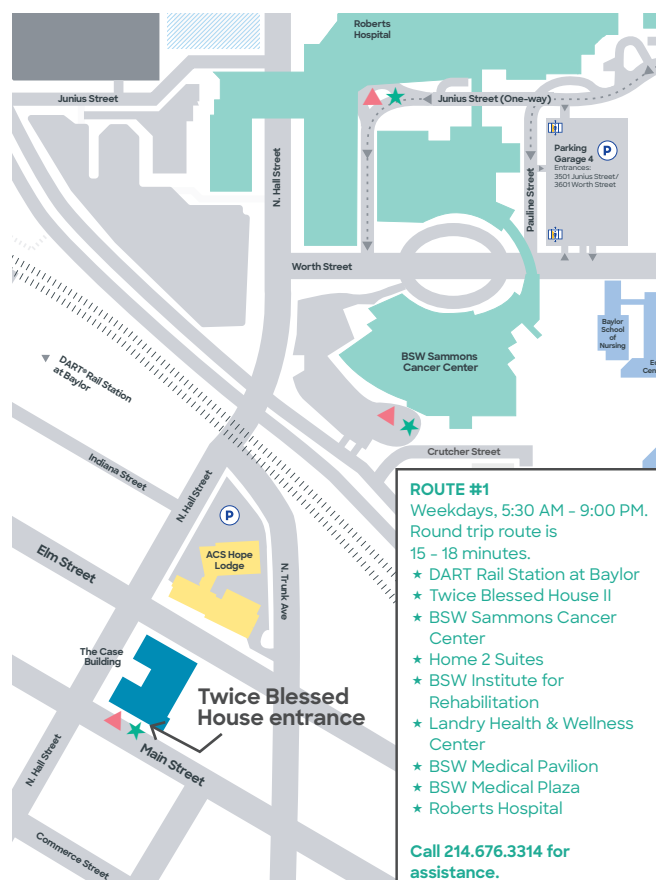 Roberts
Hospital
Junius Street
Junius Street (One-way)
N. Hall Street
Pauline Street
Parking
Garage 4
P
Entrances:
3501 Junius Street/
3601 Worth Street
Worth Street
Baylor
School
of
Nursing
BSW Sammons
Cancer Center
DART® Rail Station
at Baylor
Crutcher Street
Indiana Street
N. Hall Street
P
Elm Street
ACS Hope
Lodge
N. Trunk Ave
The Case
Building
Twice Blessed
House entrance
Main Street
N. Hall Street
Commerce Street
ROUTE #1
Weekdays, 5:30 AM - 9:00 PM.
Round trip route is
15 - 18 minutes.
★ DART Rail Station at Baylor
★ Twice Blessed House II
★ BSW Sammons Cancer
Center
★ Home 2 Suites
★ BSW Institute for
Rehabilitation
★ Landry Health & Wellness
Center
★ BSW Medical Pavilion
★ BSW Medical Plaza
★ Roberts Hospital
Call 214.676.3314 for
assistance.